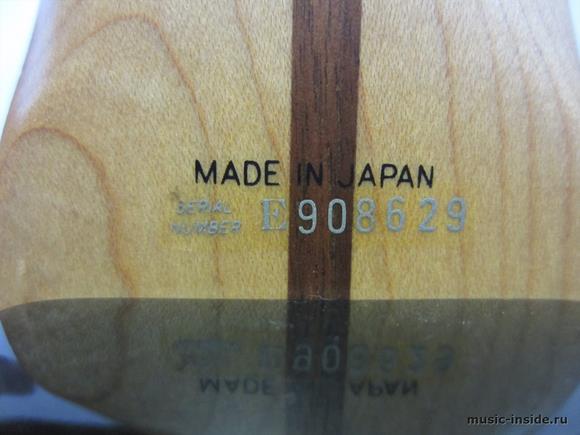 MADE IN JAPAN
SERIAL
NUMBER E908629
music-inside.ru